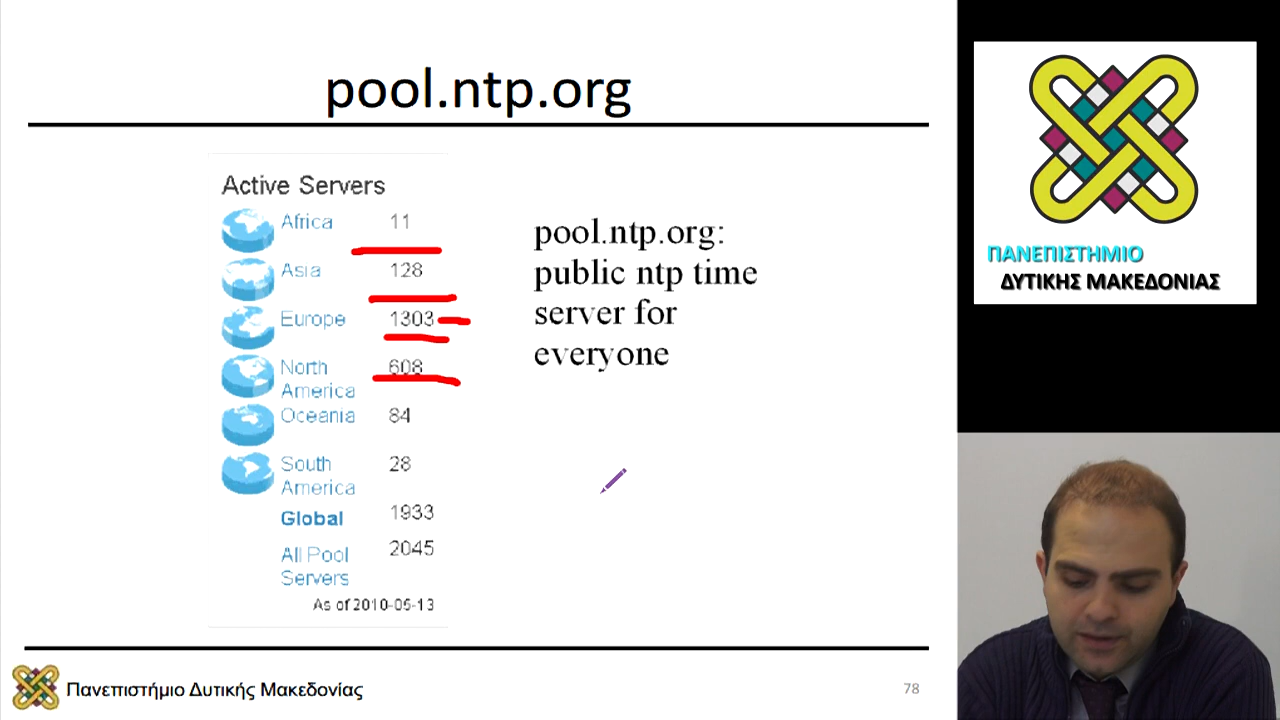 pool.ntp.org
Active Servers
Africa 11
Asia 128
Europe 1303
North America 608
Oceania 84
South America 28
Global 1933
All Pool Servers 2045
As of 2010-05-13
pool.ntp.org:
public ntp time
server for
everyone
Πανεπιστήμιο Δυτικής Μακεδονίας
78
ΠΑΝΕΠΙΣΤΗΜΙΟ
ΔΥΤΙΚΗΣ ΜΑΚΕΔΟΝΙΑΣ